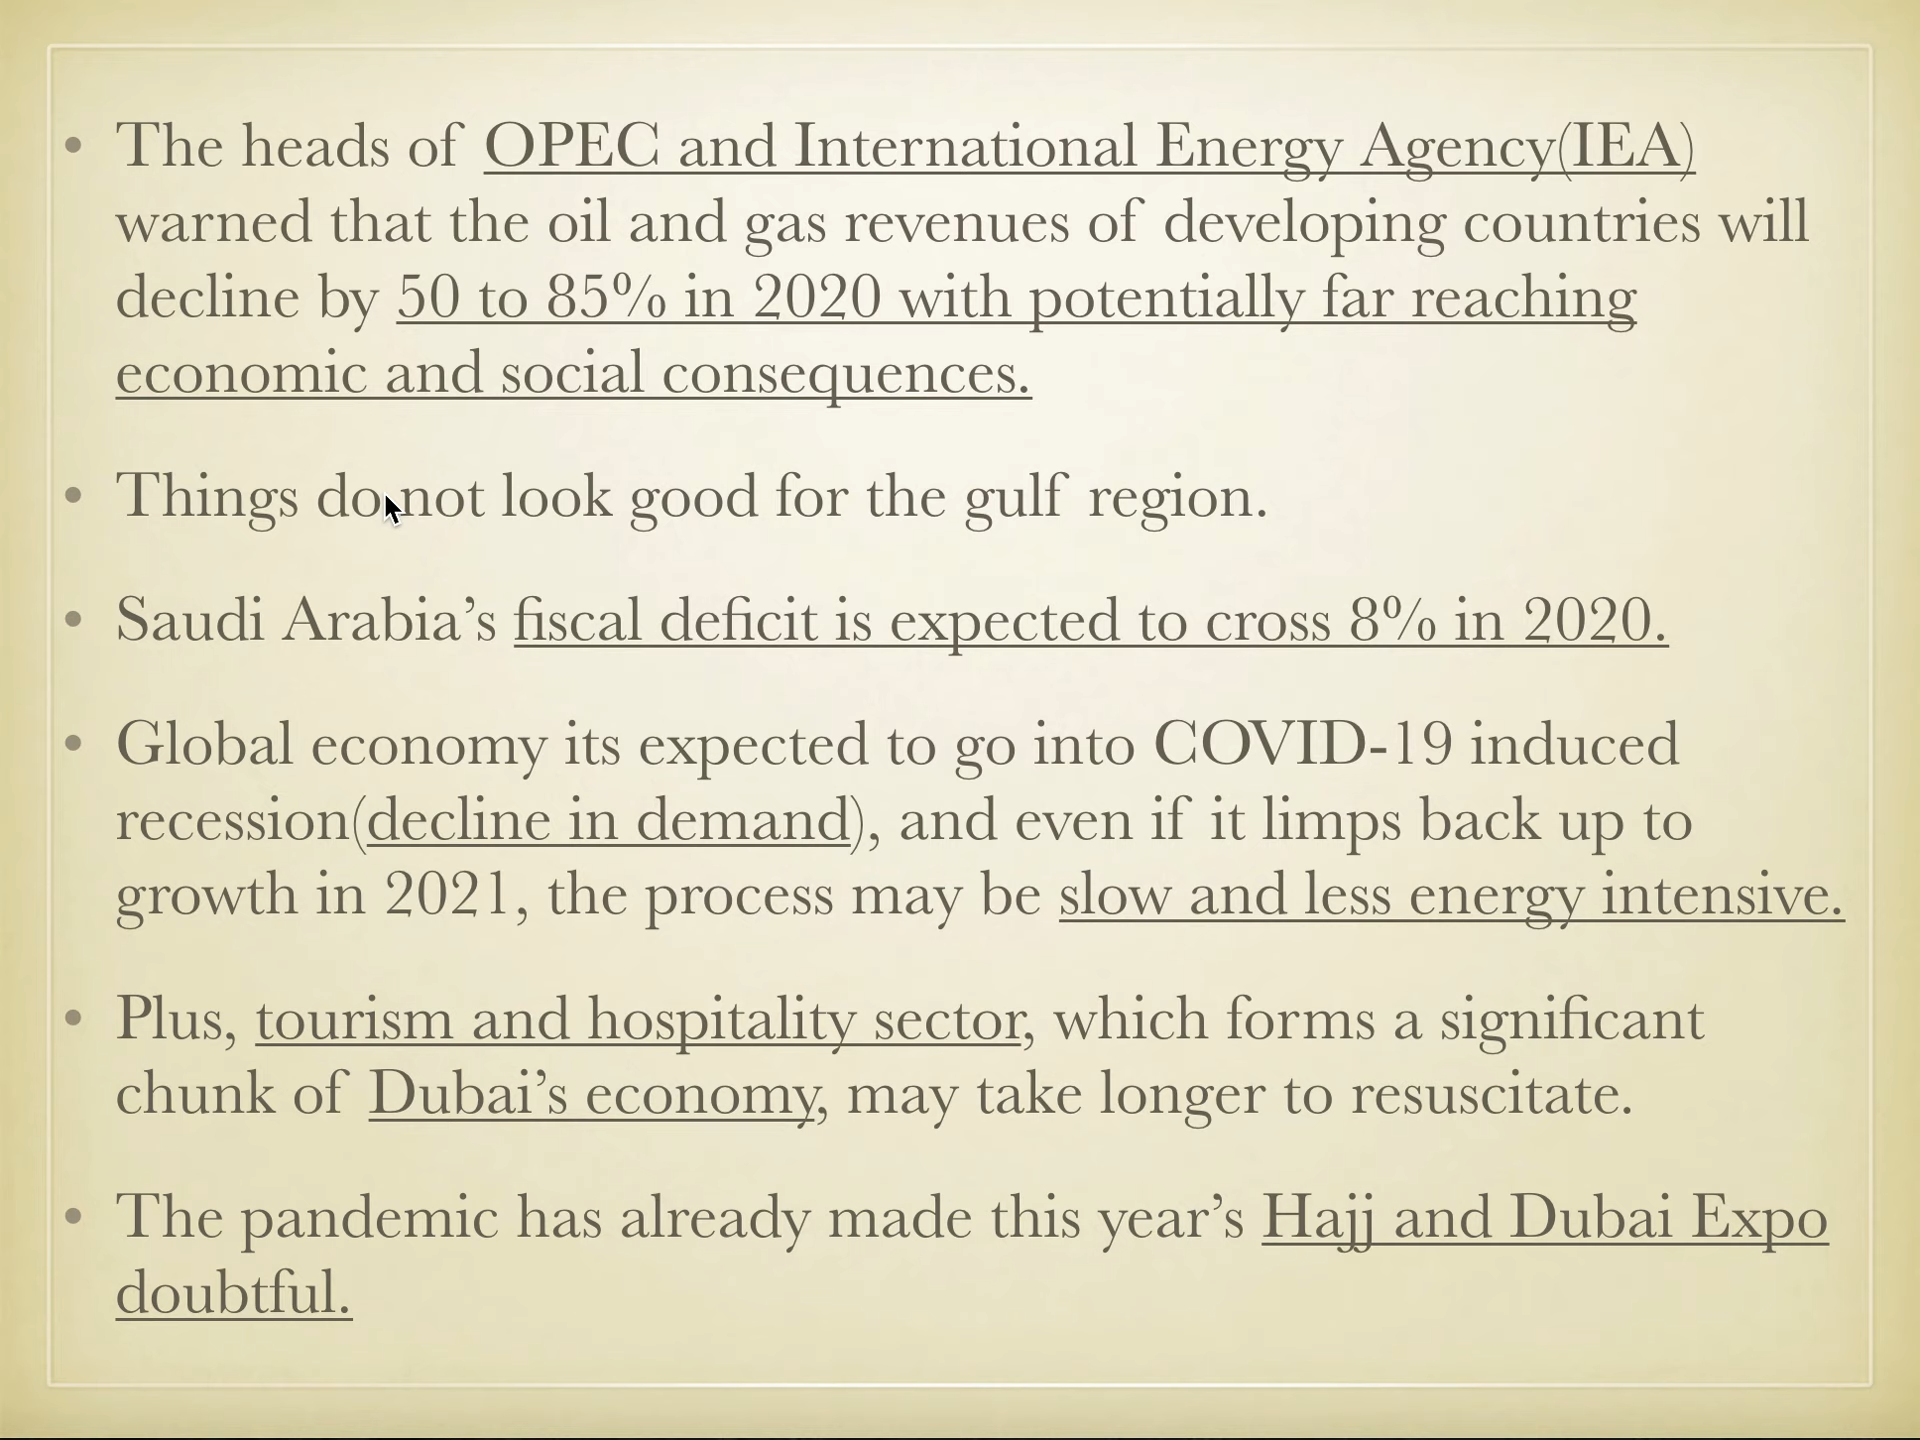 • The heads of OPEC and International Energy Agency(IEA)
warned that the oil and gas revenues of developing countries will
decline by 50 to 85% in 2020 with potentially far reaching
economic and social consequences.
• Things do not look good for the gulf region.
• Saudi Arabia’s fiscal deficit is expected to cross 8% in 2020.
• Global economy its expected to go into COVID-19 induced
recession(decline in demand), and even if it limps back up to
growth in 2021, the process may be slow and less energy intensive.
• Plus, tourism and hospitality sector, which forms a significant
chunk of Dubai’s economy, may take longer to resuscitate.
• The pandemic has already made this year’s Hajj and Dubai Expo
doubtful.